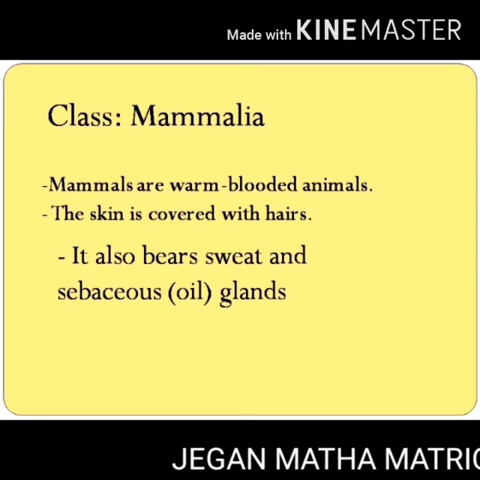 Made with KINEMASTER
Class: Mammalia
-Mammals are warm-blooded animals.
- The skin is covered with hairs.
- It also bears sweat and
sebaceous (oil) glands
JEGAN MATHA MATRIC